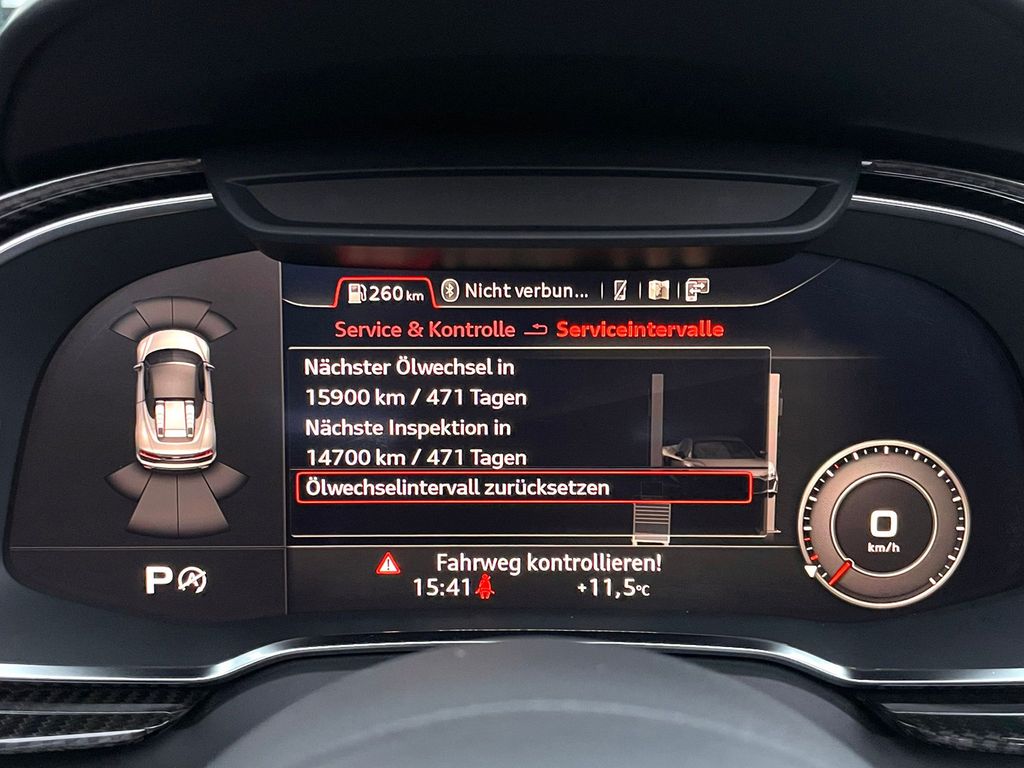 260 km Nicht verbun...
Service & Kontrolle Serviceintervalle
Nächster Ölwechsel in
15900 km / 471 Tagen
Nächste Inspektion in
14700 km / 471 Tagen
Ölwechselintervall zurücksetzen
0
km/h
Fahrweg kontrollieren!
P A
15:41 +11,5°C